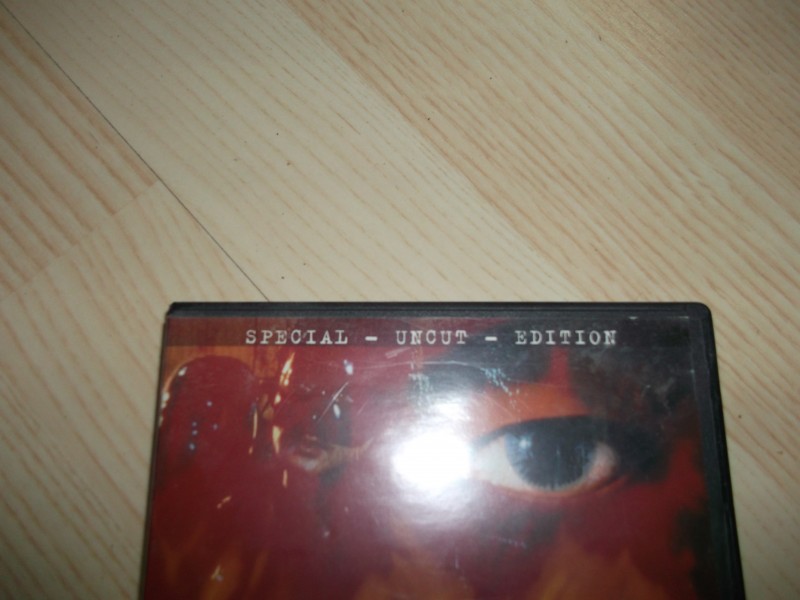 SPECIAL - UNCUT - EDITION